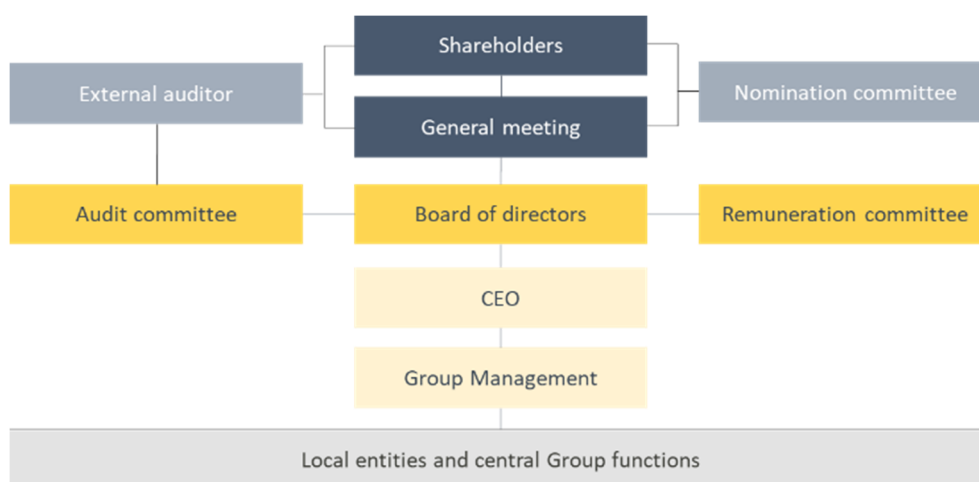 Shareholders
External auditor
Nomination committee
General meeting
Audit committee
Board of directors
Remuneration committee
CEO
Group Management
Local entities and central Group functions